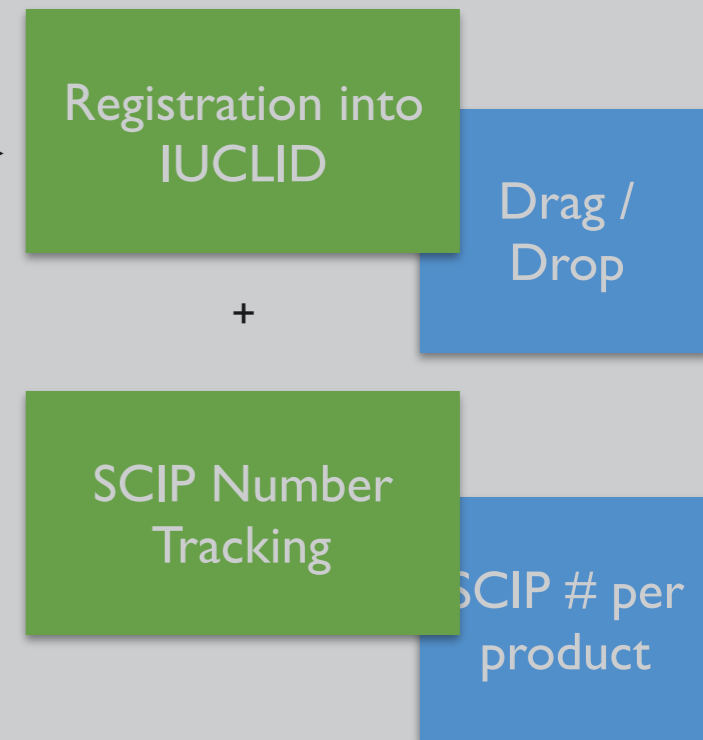 Registration into
IUCLID
Drag /
Drop
+
SCIP Number
Tracking
SCIP # per
product